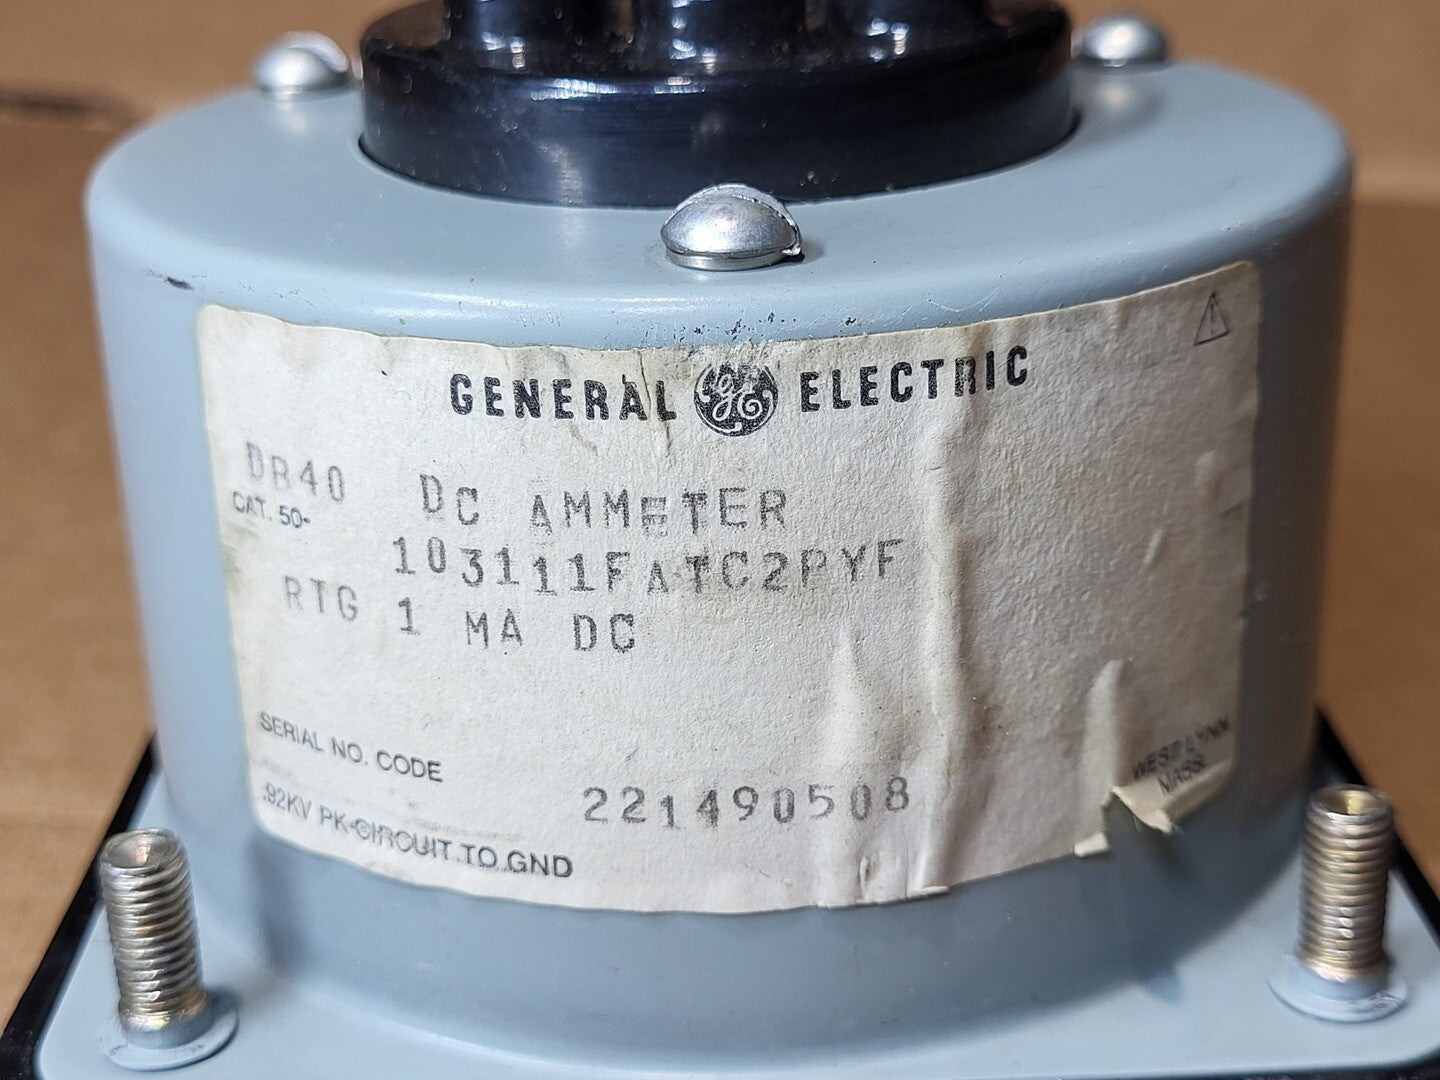 GENERAL GE ELECTRIC
DB40 DC AMMETER
CAT. 50-
103111FATC2PYF
RTG 1 MA DC
SERIAL NO. CODE
221490508
.92KV PK-CIRCUIT TO GND
WEST LYNN
MASS.